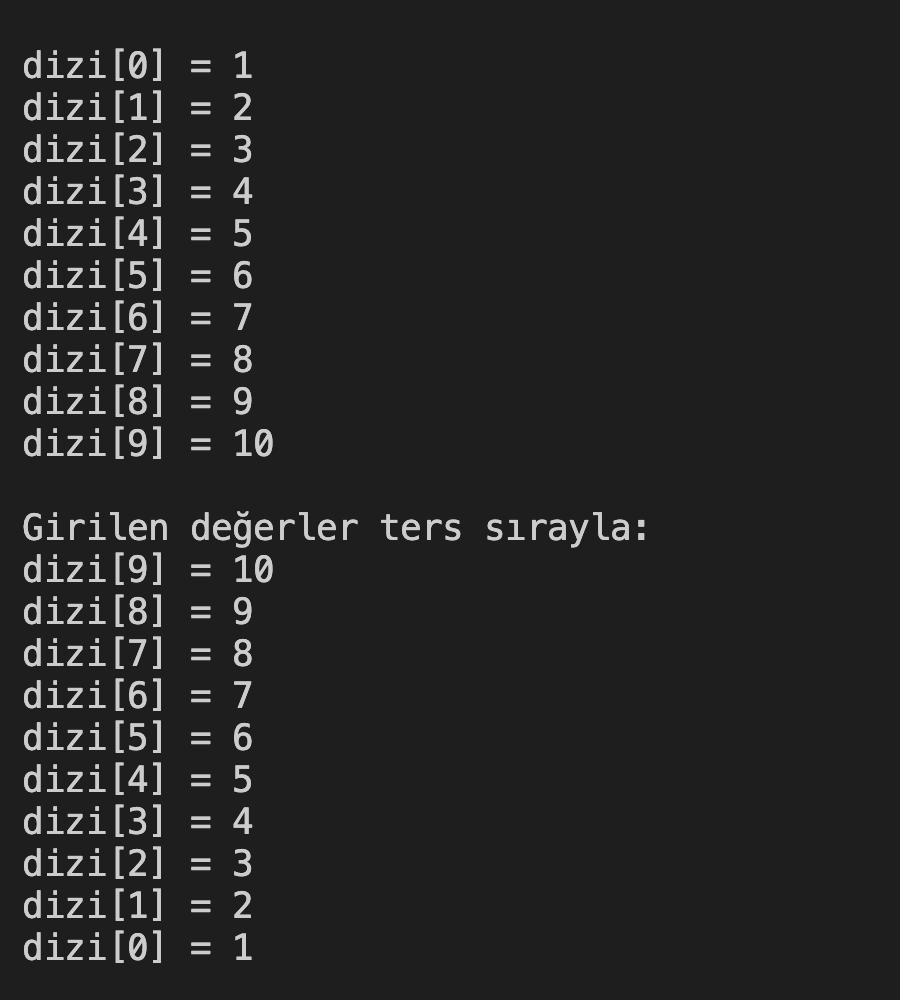 dizi[0] = 1
dizi[1] = 2
dizi[2] = 3
dizi[3] = 4
dizi[4] = 5
dizi[5] = 6
dizi[6] = 7
dizi[7] = 8
dizi[8] = 9
dizi[9] = 10

Girilen değerler ters sırayla:
dizi[9] = 10
dizi[8] = 9
dizi[7] = 8
dizi[6] = 7
dizi[5] = 6
dizi[4] = 5
dizi[3] = 4
dizi[2] = 3
dizi[1] = 2
dizi[0] = 1